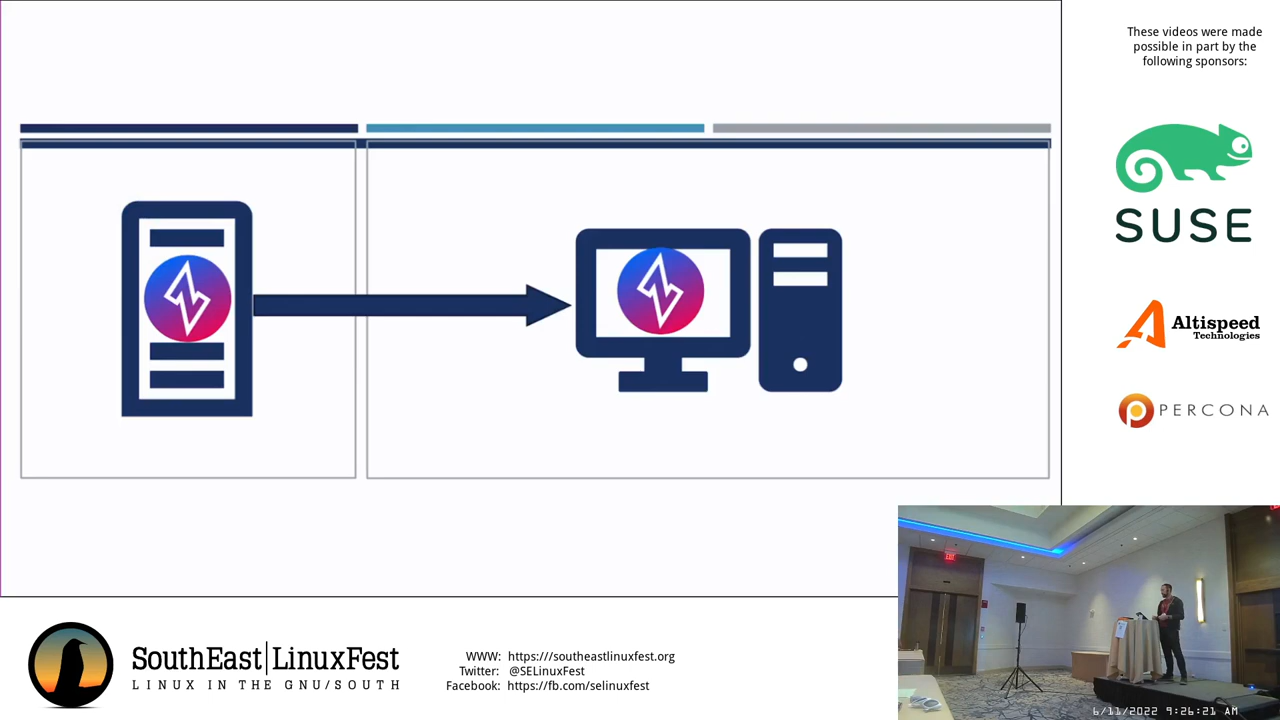 These videos were made
possible in part by the
following sponsors:
SUSE
Altispeed
Technologies
PERCONA
SouthEast|LinuxFest
LINUX IN THE GNU/SOUTH
WWW: https:///southeastlinuxfest.org
Twitter: @SELinuxFest
Facebook: https://fb.com/selinuxfest
EXIT
6/11/2022 9:26:21 AM